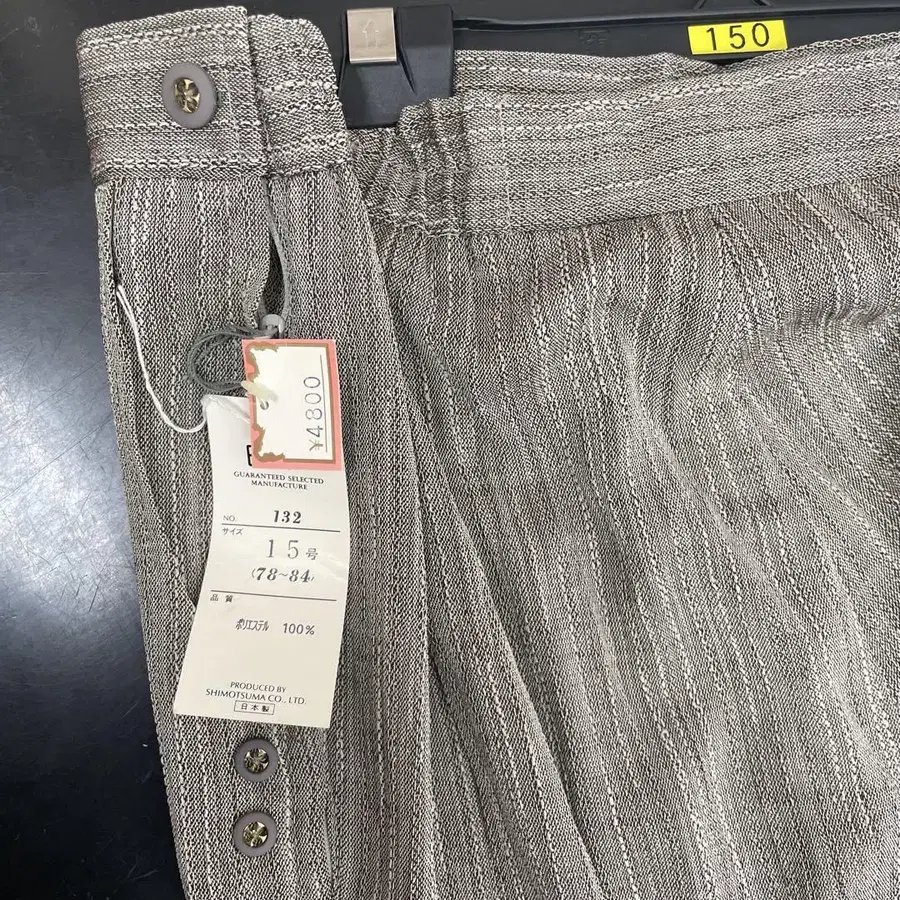 150
¥4800
GUARANTEED SELECTED
MANUFACTURE
NO. 132
サイズ
15号
(78~84)
品質
ポリエステル 100%
PRODUCED BY
SHIMOTSUMA CO., LTD.
日本製